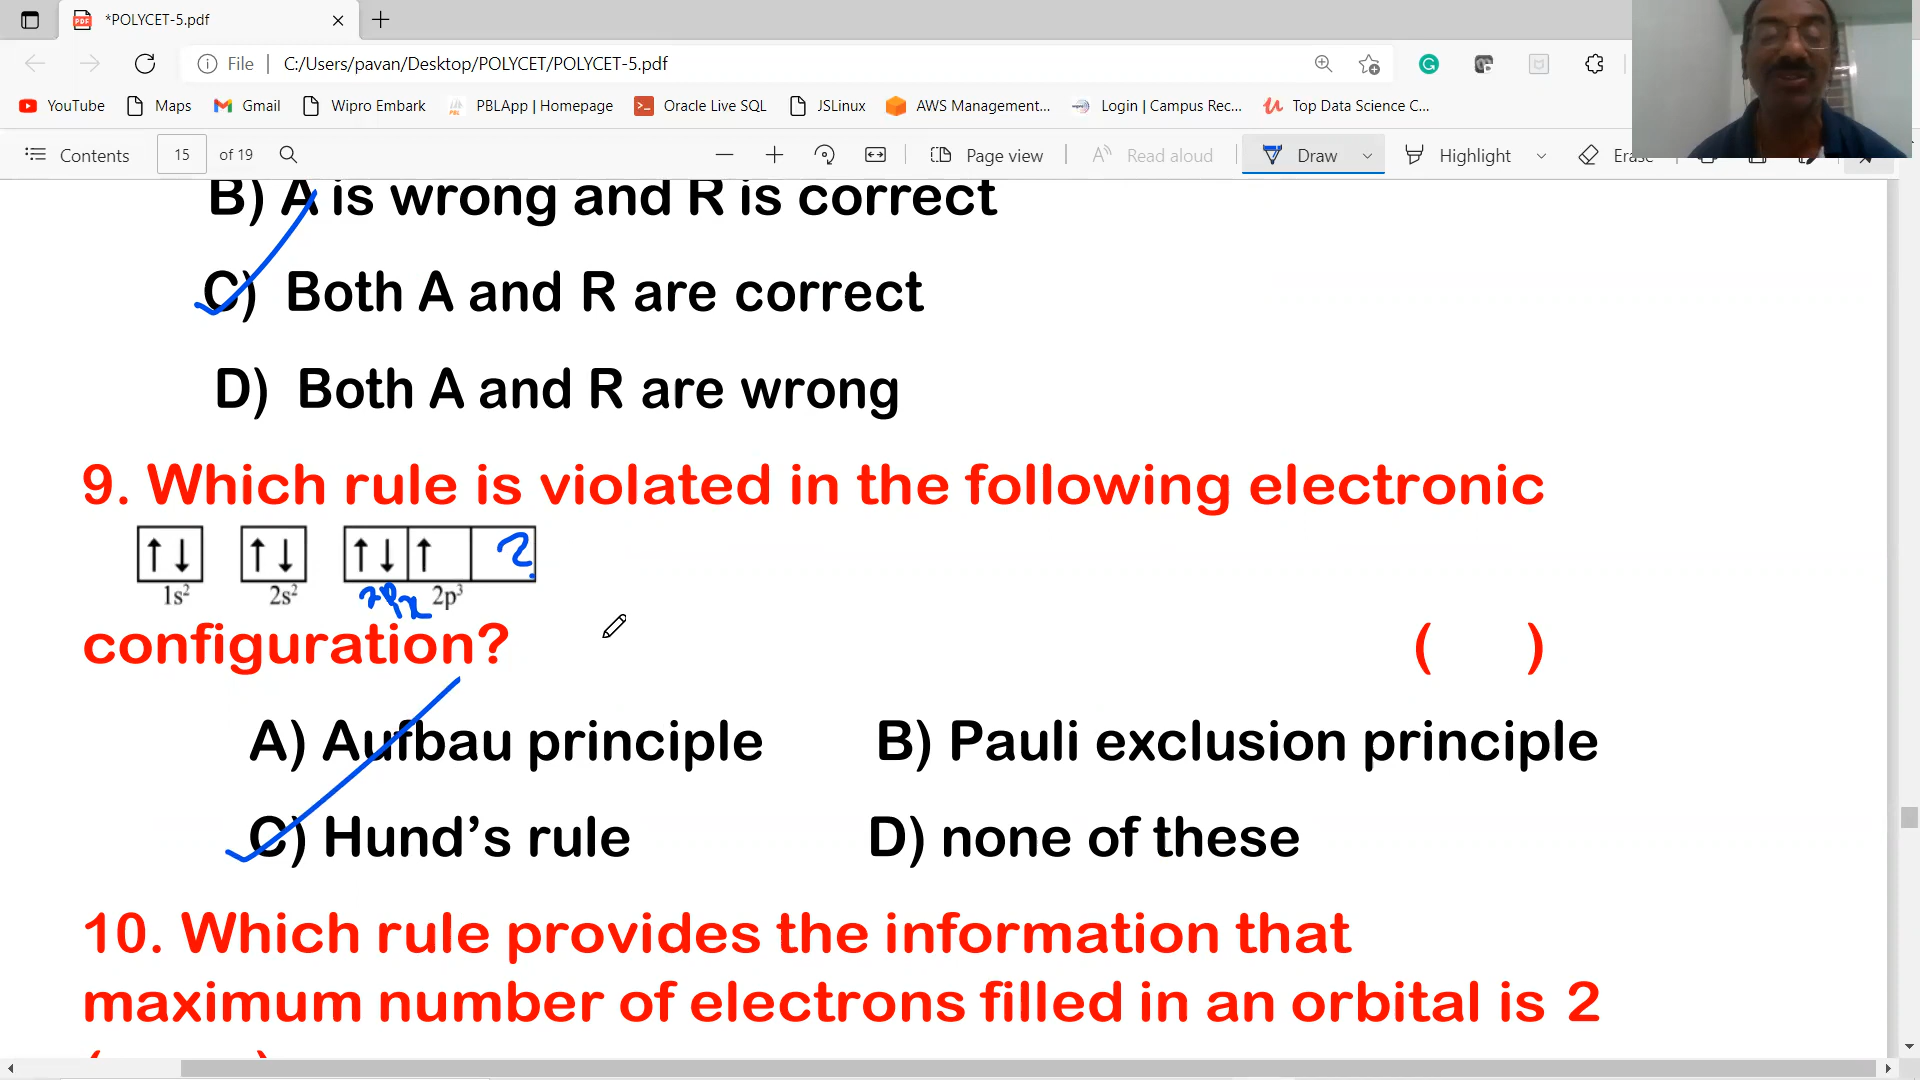 *POLYCET-5.pdf
File | C:/Users/pavan/Desktop/POLYCET/POLYCET-5.pdf
YouTube Maps Gmail Wipro Embark PBLApp | Homepage Oracle Live SQL JSLinux AWS Management... Login | Campus Rec... Top Data Science C...
Contents 15 of 19 Page view Read aloud Draw Highlight Erase
B) A is wrong and R is correct
C) Both A and R are correct
D) Both A and R are wrong
9. Which rule is violated in the following electronic
↑↓ ↑↓ ↑↓ ↑ ?
1s² 2s² 2Px 2p³
configuration? ( )
A) Aufbau principle B) Pauli exclusion principle
C) Hund’s rule D) none of these
10. Which rule provides the information that
maximum number of electrons filled in an orbital is 2